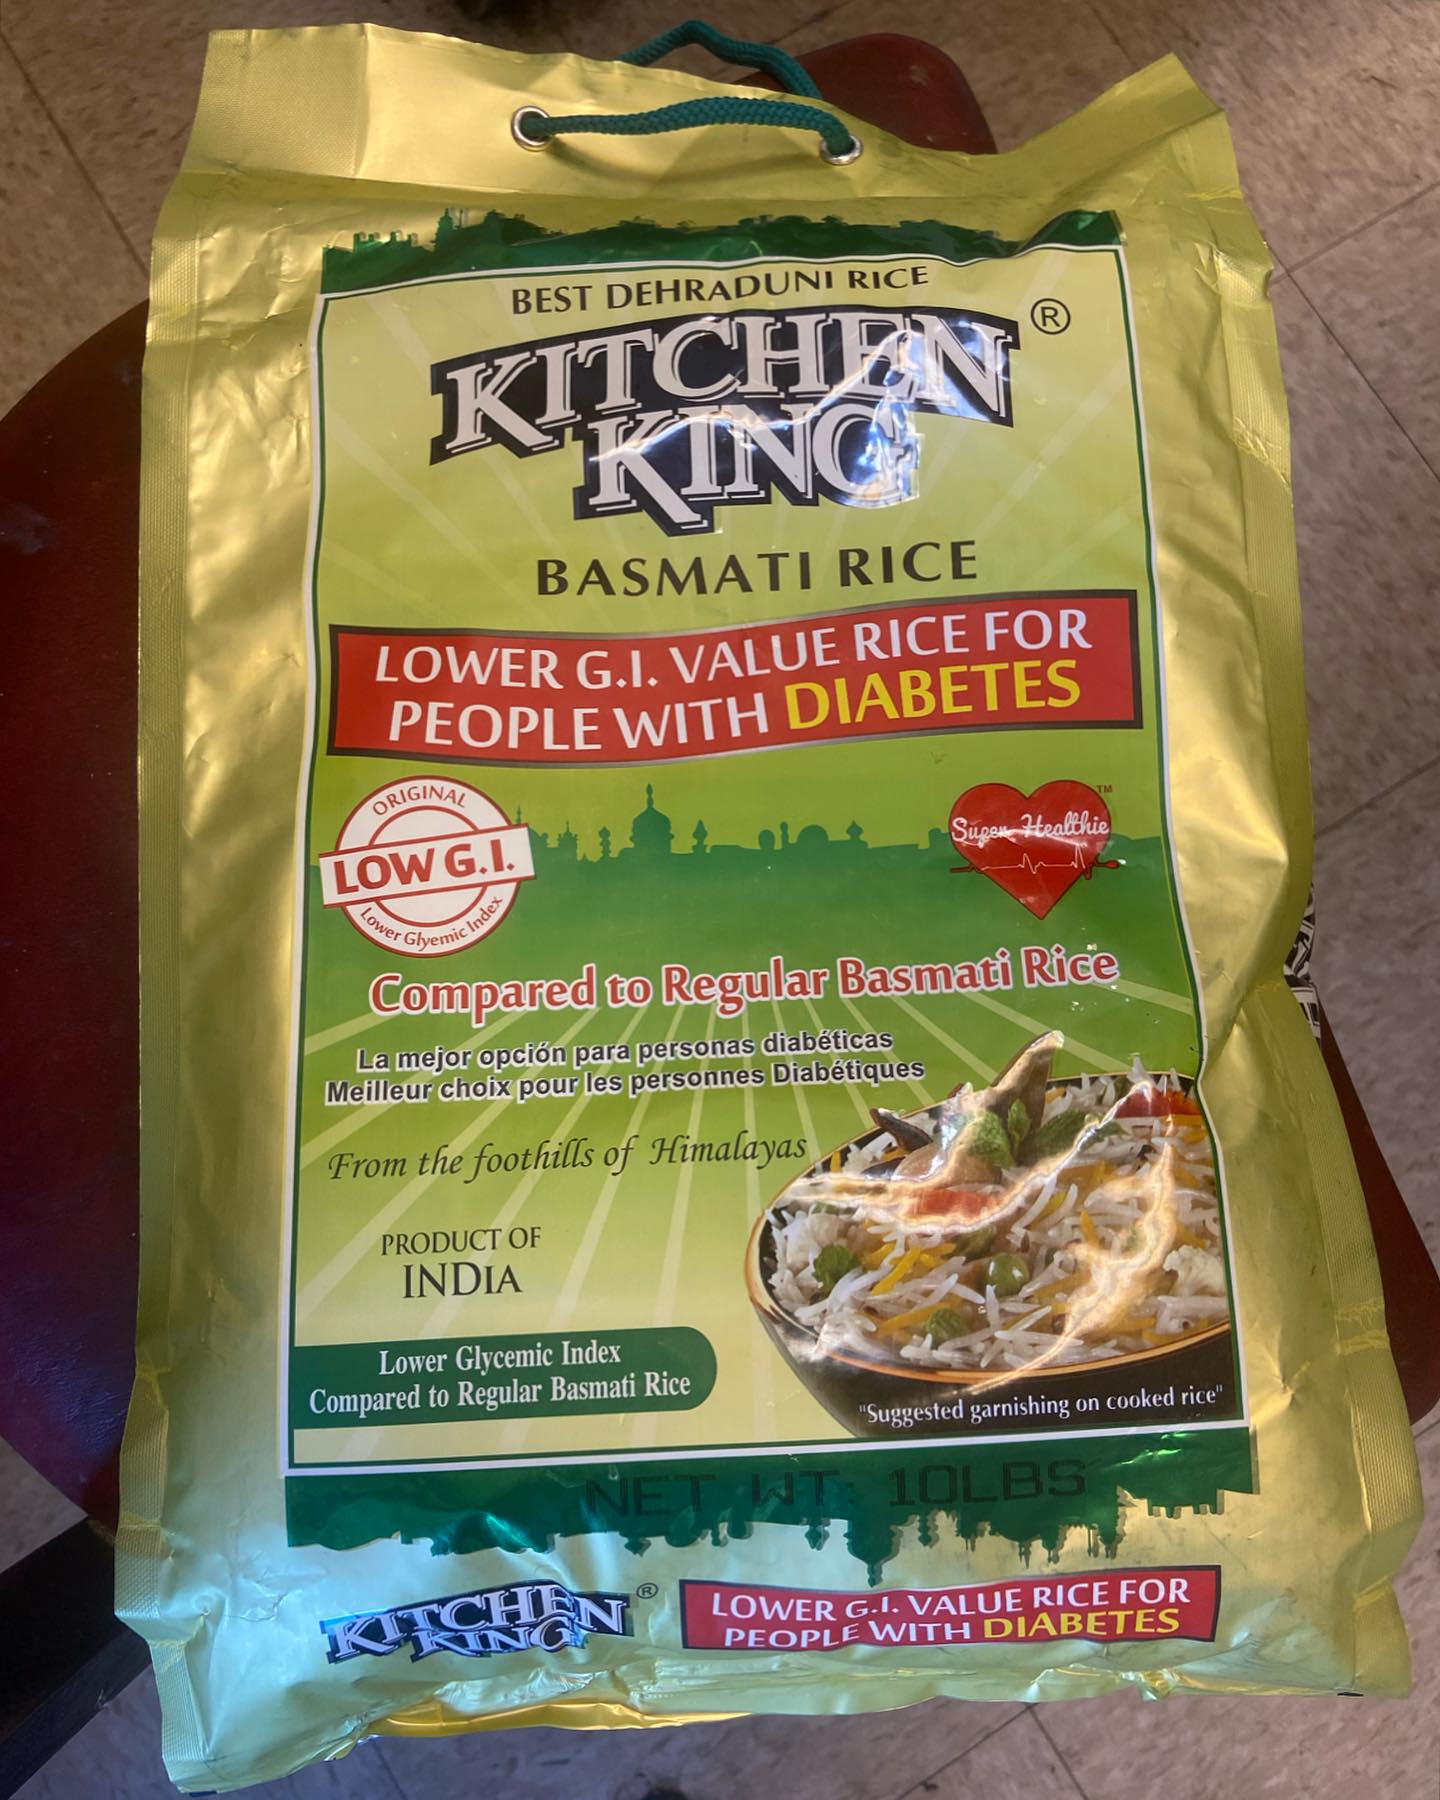 BEST DEHRADUNI RICE
KITCHEN
KING
®
BASMATI RICE
LOWER G.I. VALUE RICE FOR
PEOPLE WITH DIABETES
ORIGINAL
LOW G.I.
Lower Glyemic Index
Super Healthie
TM
Compared to Regular Basmati Rice
La mejor opción para personas diabéticas
Meilleur choix pour les personnes Diabétiques
From the foothills of Himalayas
PRODUCT OF
INDIA
Lower Glycemic Index
Compared to Regular Basmati Rice
"Suggested garnishing on cooked rice"
NET WT: 10LBS
KITCHEN
KING
®
LOWER G.I. VALUE RICE FOR
PEOPLE WITH DIABETES